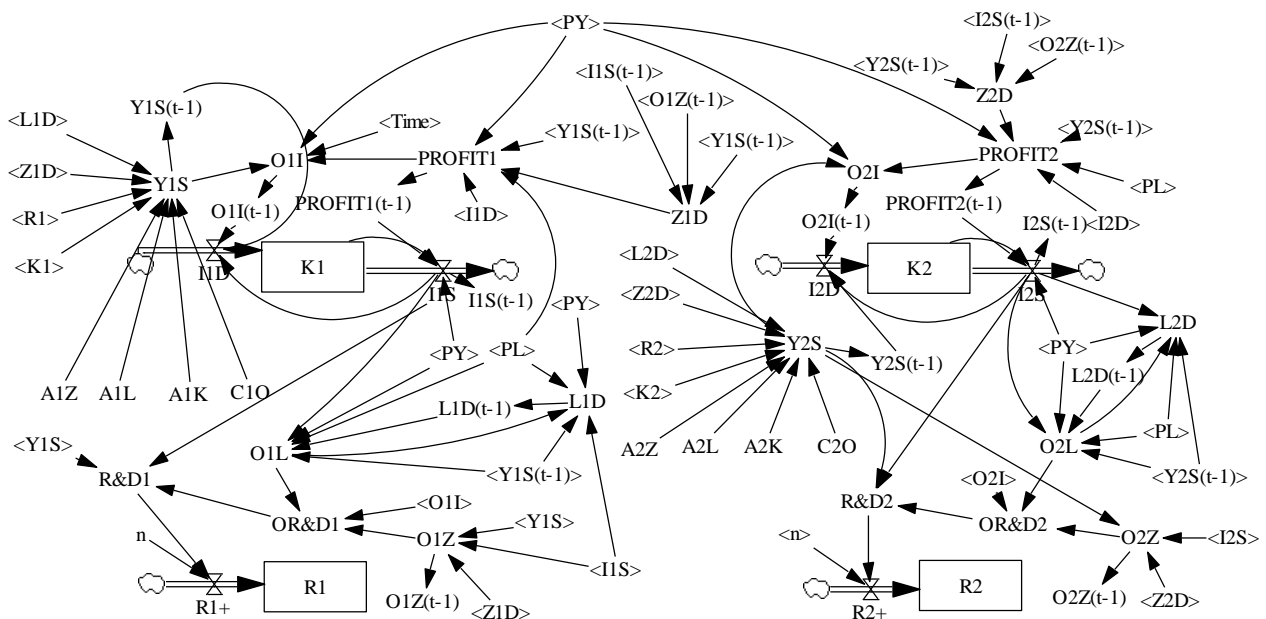 <PY>
<I2S(t-1)>
<O2Z(t-1)>
<Y2S(t-1)>
Z2D
<I1S(t-1)>
<O1Z(t-1)>
<Y1S(t-1)>
Y1S(t-1)
<L1D>
<Time>
<Y1S(t-1)>
<Y2S(t-1)>
O1I
PROFIT1
PROFIT2
<Z1D>
Y1S
O2I
<PL>
<R1>
O1I(t-1)
PROFIT1(t-1)
<I1D>
Z1D
O2I(t-1)
PROFIT2(t-1)
I2S(t-1)
<I2D>
<K1>
I1D
K1
I1S
I1S(t-1)
<L2D>
I2D
K2
I2S
<Z2D>
<PY>
L2D
<R2>
Y2S
Y2S(t-1)
<PY>
<PY>
<PL>
L2D(t-1)
<K2>
A1Z
A1L
A1K
C1O
L1D(t-1)
L1D
<PL>
<Y1S>
O1L
<Y1S(t-1)>
A2Z
A2L
A2K
C2O
O2L
<Y2S(t-1)>
R&D1
<O1I>
R&D2
<O2I>
OR&D1
<Y1S>
OR&D2
n
O1Z
<n>
O2Z
<I2S>
<I1S>
R1
R2
R1+
O1Z(t-1)
<Z1D>
R2+
O2Z(t-1)
<Z2D>